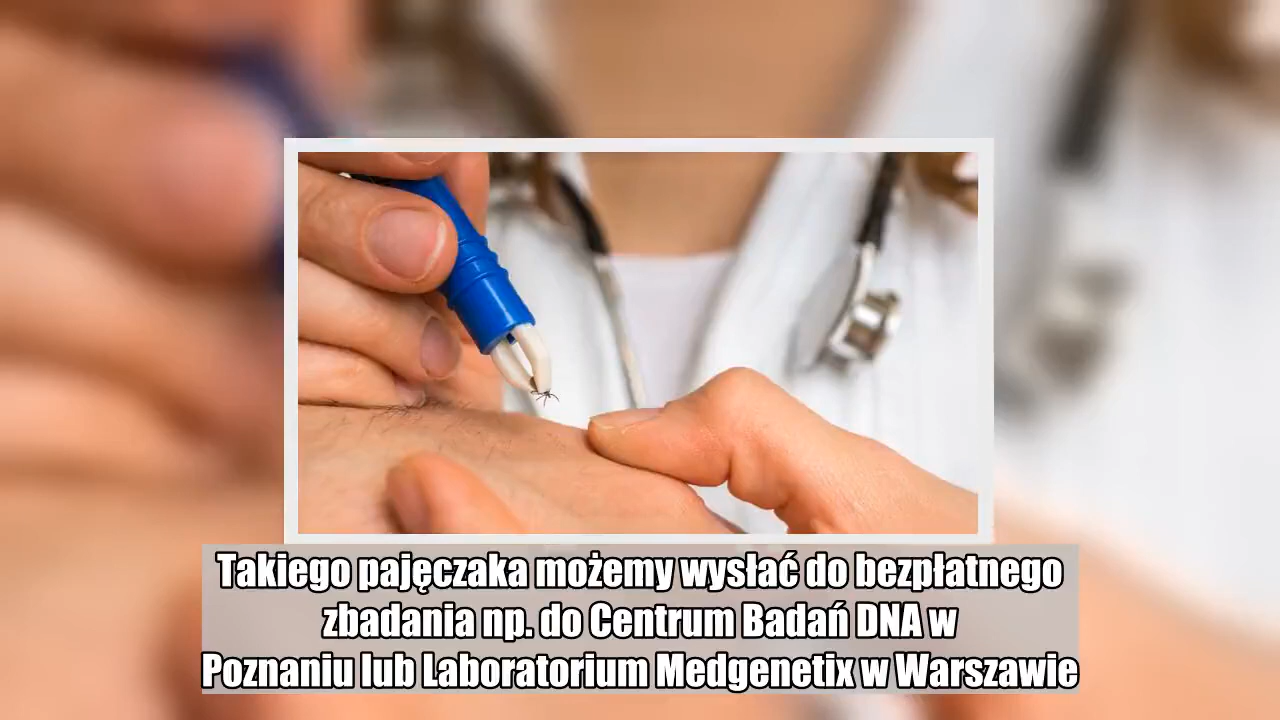 Takiego pajęczaka możemy wysłać do bezpłatnego
zbadania np. do Centrum Badań DNA w
Poznaniu lub Laboratorium Medgenetix w Warszawie